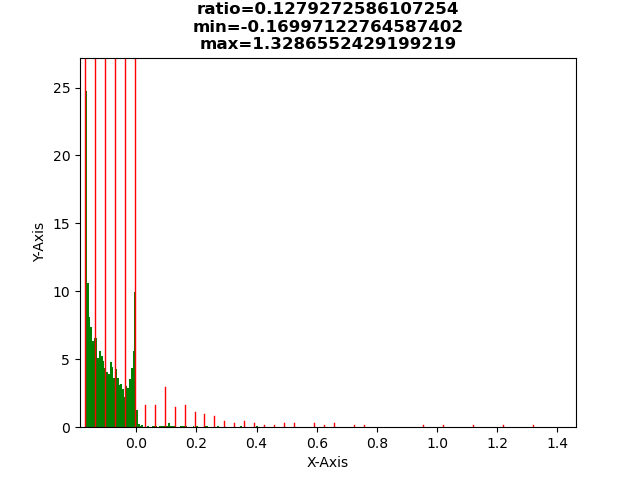 ratio=0.1279272586107254
min=-0.16997122764587402
max=1.3286552429199219
25
20
15
10
5
0
Y-Axis
0.0 0.2 0.4 0.6 0.8 1.0 1.2 1.4
X-Axis